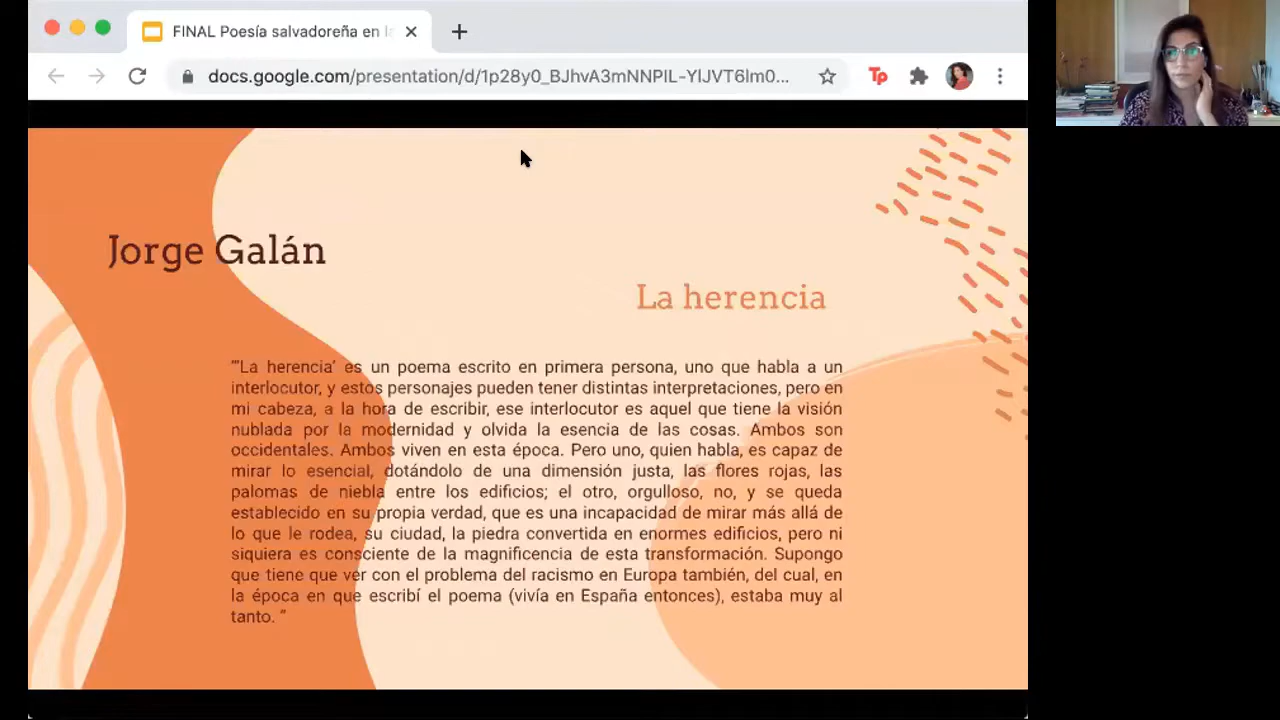 FINAL Poesía salvadoreña en la
docs.google.com/presentation/d/1p28y0_BJhvA3mNNPIL-YlJVT6lm0...
Tp
Jorge Galán
La herencia
"'La herencia' es un poema escrito en primera persona, uno que habla a un
interlocutor, y estos personajes pueden tener distintas interpretaciones, pero en
mi cabeza, a la hora de escribir, ese interlocutor es aquel que tiene la visión
nublada por la modernidad y olvida la esencia de las cosas. Ambos son
occidentales. Ambos viven en esta época. Pero uno, quien habla, es capaz de
mirar lo esencial, dotándolo de una dimensión justa, las flores rojas, las
palomas de niebla entre los edificios; el otro, orgulloso, no, y se queda
establecido en su propia verdad, que es una incapacidad de mirar más allá de
lo que le rodea, su ciudad, la piedra convertida en enormes edificios, pero ni
siquiera es consciente de la magnificencia de esta transformación. Supongo
que tiene que ver con el problema del racismo en Europa también, del cual, en
la época en que escribí el poema (vivía en España entonces), estaba muy al
tanto. "